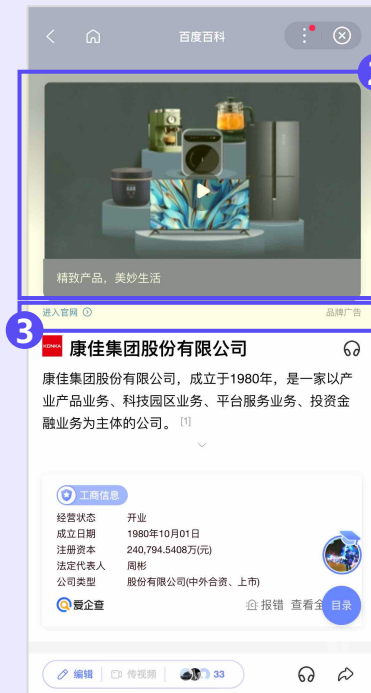 百度百科
2
精致产品，美妙生活
进入官网
品牌广告
3
KONKA
康佳集团股份有限公司
康佳集团股份有限公司，成立于1980年，是一家以产
业产品业务、科技园区业务、平台服务业务、投资金
融业务为主体的公司。 [1]
工商信息
经营状态 开业
成立日期 1980年10月01日
注册资本 240,794.5408万(元)
法定代表人 周彬
公司类型 股份有限公司(中外合资、上市)
爱企查
报错 查看全
目录
编辑 传视频 33